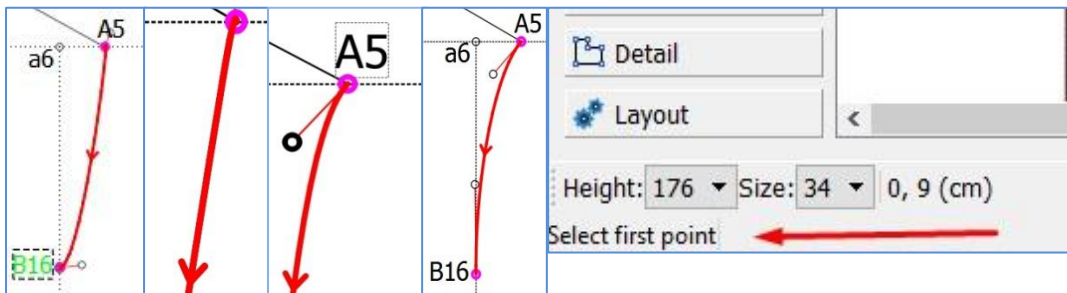 A5
a6
B16
A5
A5
a6
B16
Detail
Layout
Height: 176 Size: 34 0, 9 (cm)
Select first point